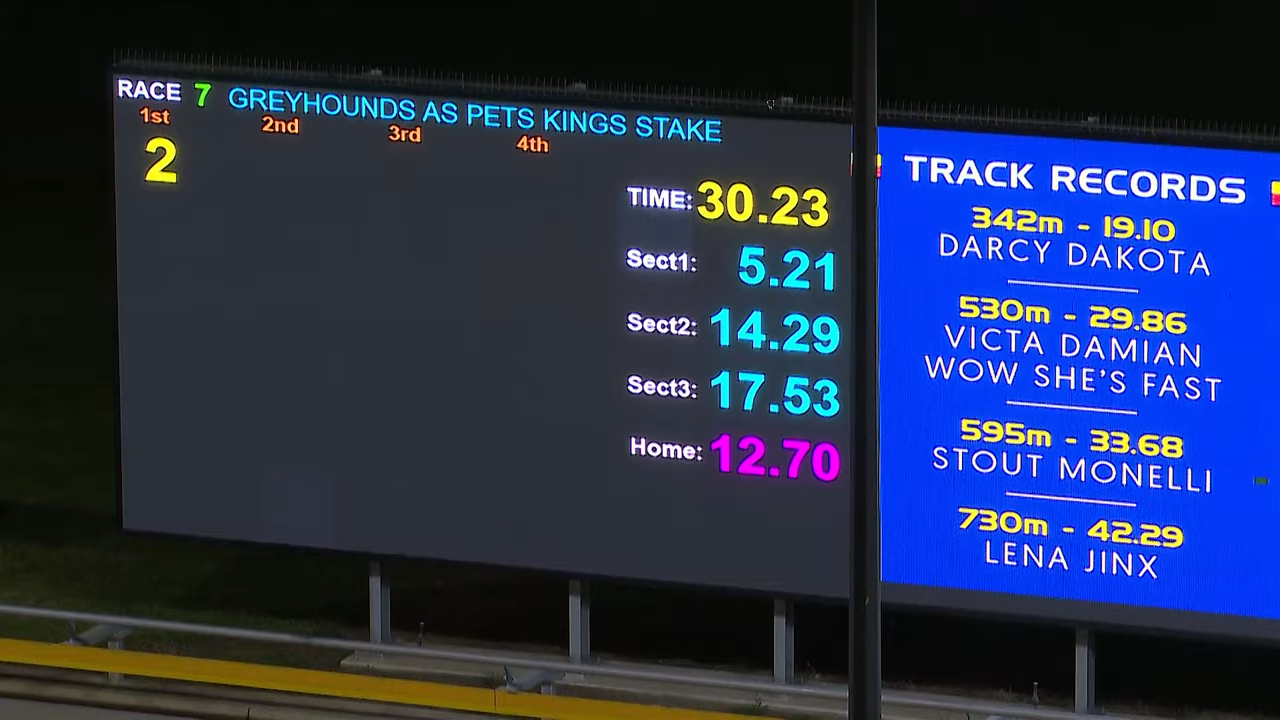 RACE 7 GREYHOUNDS AS PETS KINGS STAKE
1st 2nd 3rd 4th
2
TIME: 30.23
Sect1: 5.21
Sect2: 14.29
Sect3: 17.53
Home: 12.70
TRACK RECORDS
342m - 19.10
DARCY DAKOTA
530m - 29.86
VICTA DAMIAN
WOW SHE'S FAST
595m - 33.68
STOUT MONELLI
730m - 42.29
LENA JINX